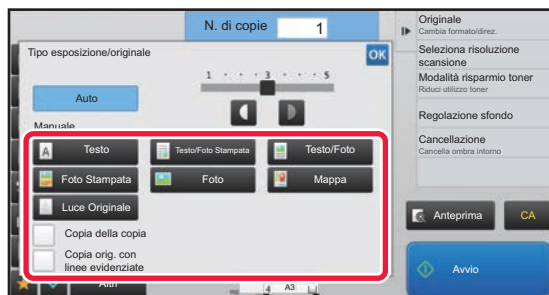 N. di copie 1
Tipo esposizione/originale
OK
1 3 5
Auto
Manuale
Testo
Testo/Foto Stampata
Testo/Foto
Foto Stampata
Foto
Mappa
Luce Originale
Copia della copia
Copia orig. con
linee evidenziate
Altri
A3
Originale
Cambia formato/direz.
Seleziona risoluzione
scansione
Modalità risparmio toner
Riduci utilizzo toner
Regolazione sfondo
Cancellazione
Cancella ombra intorno
Anteprima
CA
Avvio